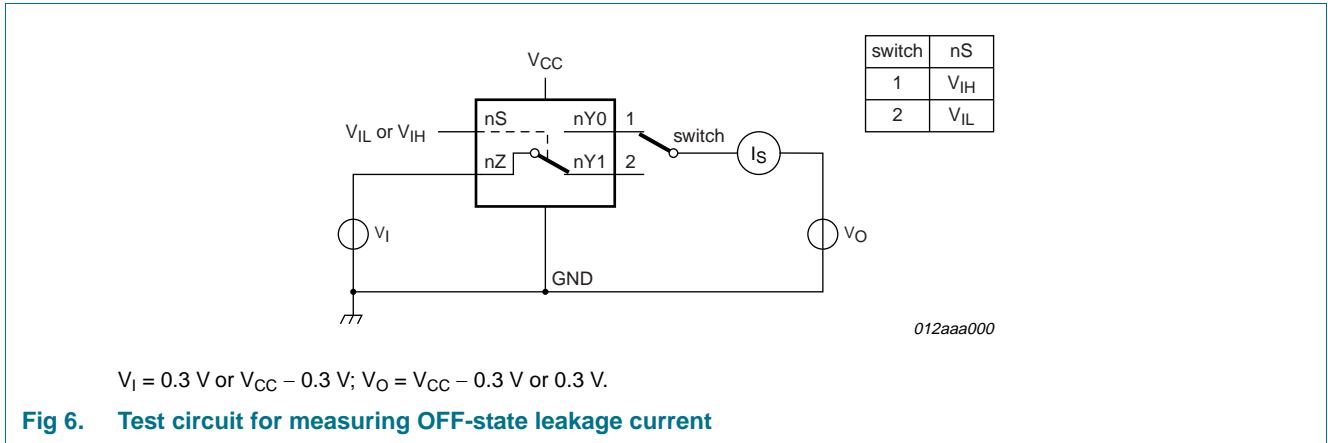 switch nS
1 VIH
2 VIL
VCC
VIL or VIH
nS nY0 1
switch
nZ nY1 2
IS
VI
VO
GND
012aaa000
VI = 0.3 V or VCC − 0.3 V; VO = VCC − 0.3 V or 0.3 V.
Fig 6. Test circuit for measuring OFF-state leakage current